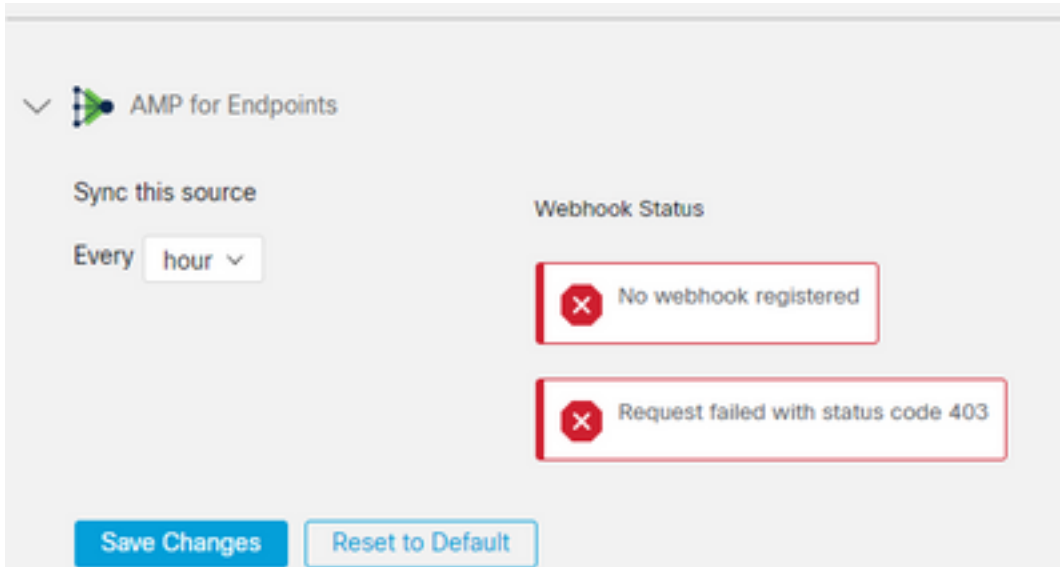 AMP for Endpoints
Sync this source
Every hour
Webhook Status
No webhook registered
Request failed with status code 403
Save Changes
Reset to Default